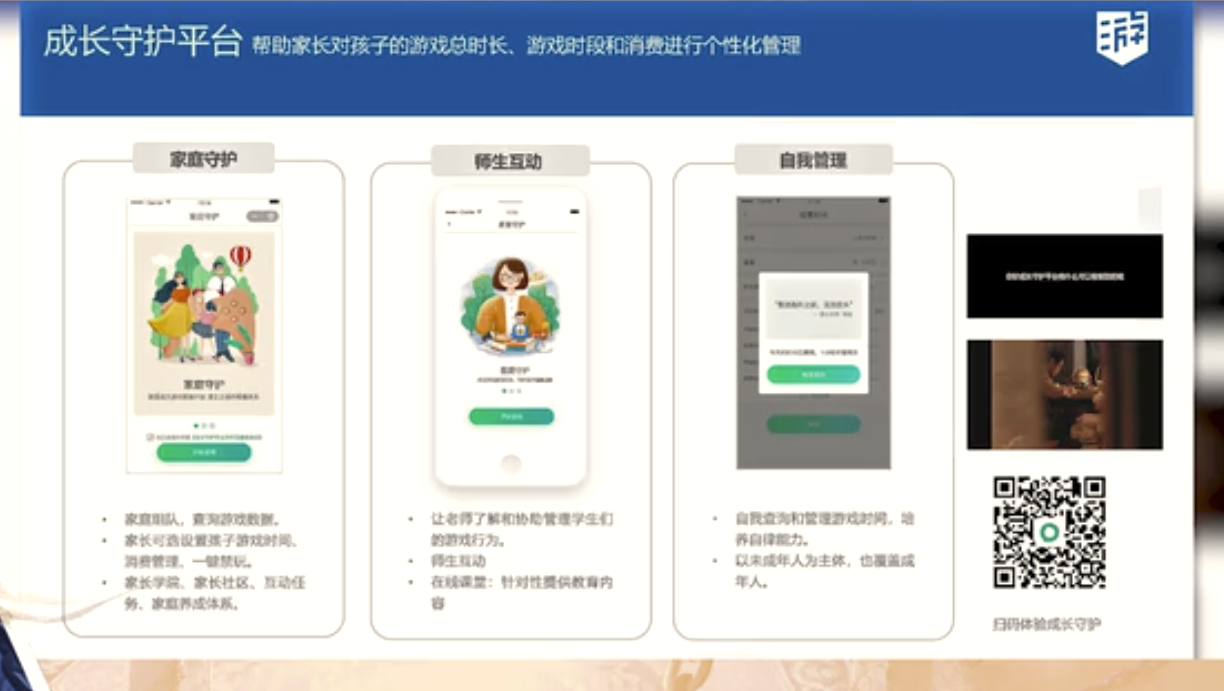 成长守护平台 帮助家长对孩子的游戏总时长、游戏时段和消费进行个性化管理
游
家庭守护
师生互动
自我管理
家庭守护
• 家庭组队，查询游戏数据。
• 家长可选设置孩子游戏时间、
消费管理、一键禁玩。
• 家长学院、家长社区、互动任
务、家庭养成体系。
• 让老师了解和协助管理学生们
的游戏行为。
• 师生互动
• 在线课堂：针对性提供教育内
容
• 自我查询和管理游戏时间，培
养自律能力。
• 以未成年人为主体，也覆盖成
年人。
扫码体验成长守护